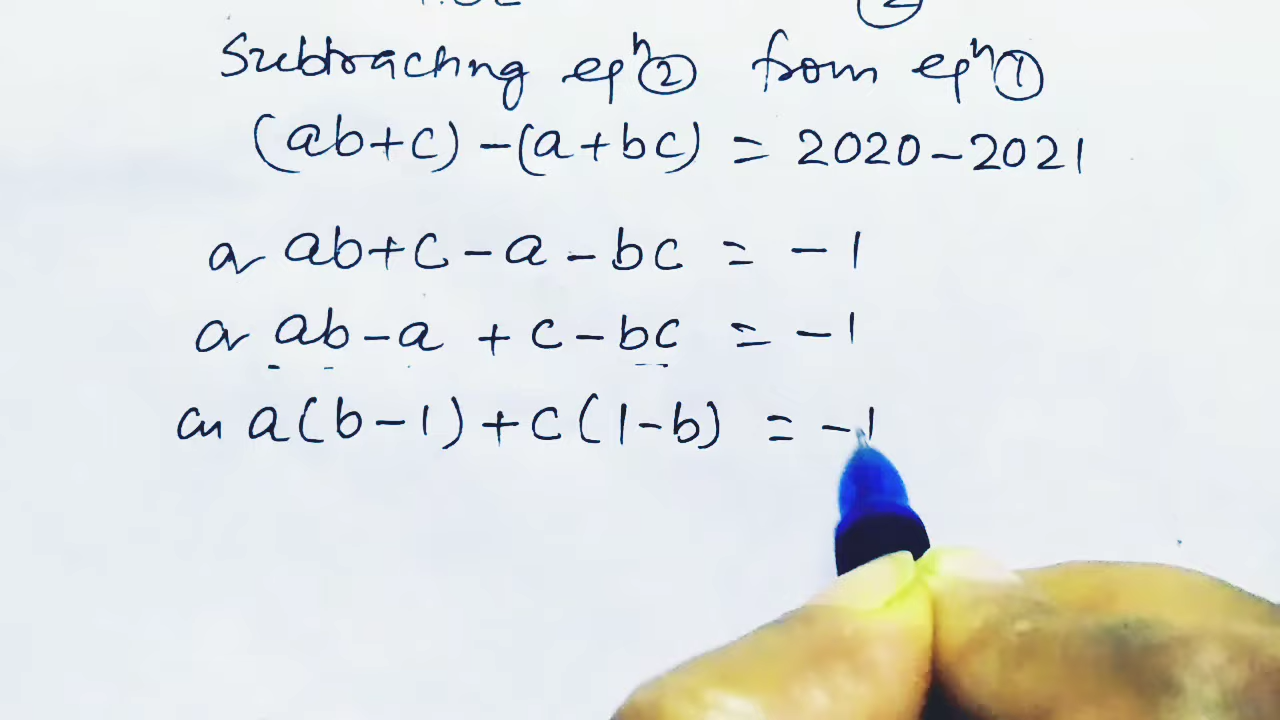 ②
Subtracting eqⁿ② from eqⁿ①
(ab+c) -(a+bc) = 2020-2021
or ab+c-a-bc = -1
or ab-a + c-bc = -1
or a(b-1)+c(1-b) = -1